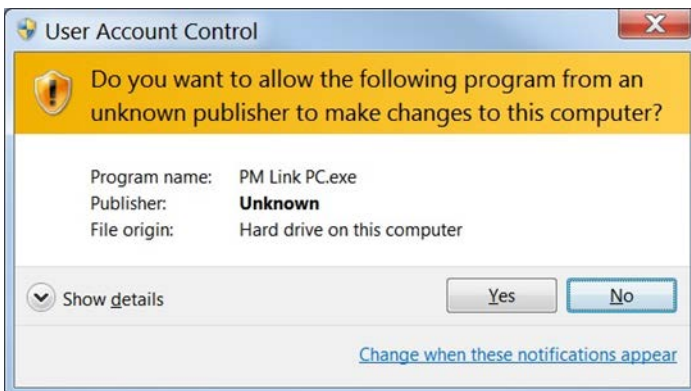 User Account Control
Do you want to allow the following program from an
unknown publisher to make changes to this computer?
Program name: PM Link PC.exe
Publisher: Unknown
File origin: Hard drive on this computer
Show details
Yes
No
Change when these notifications appear